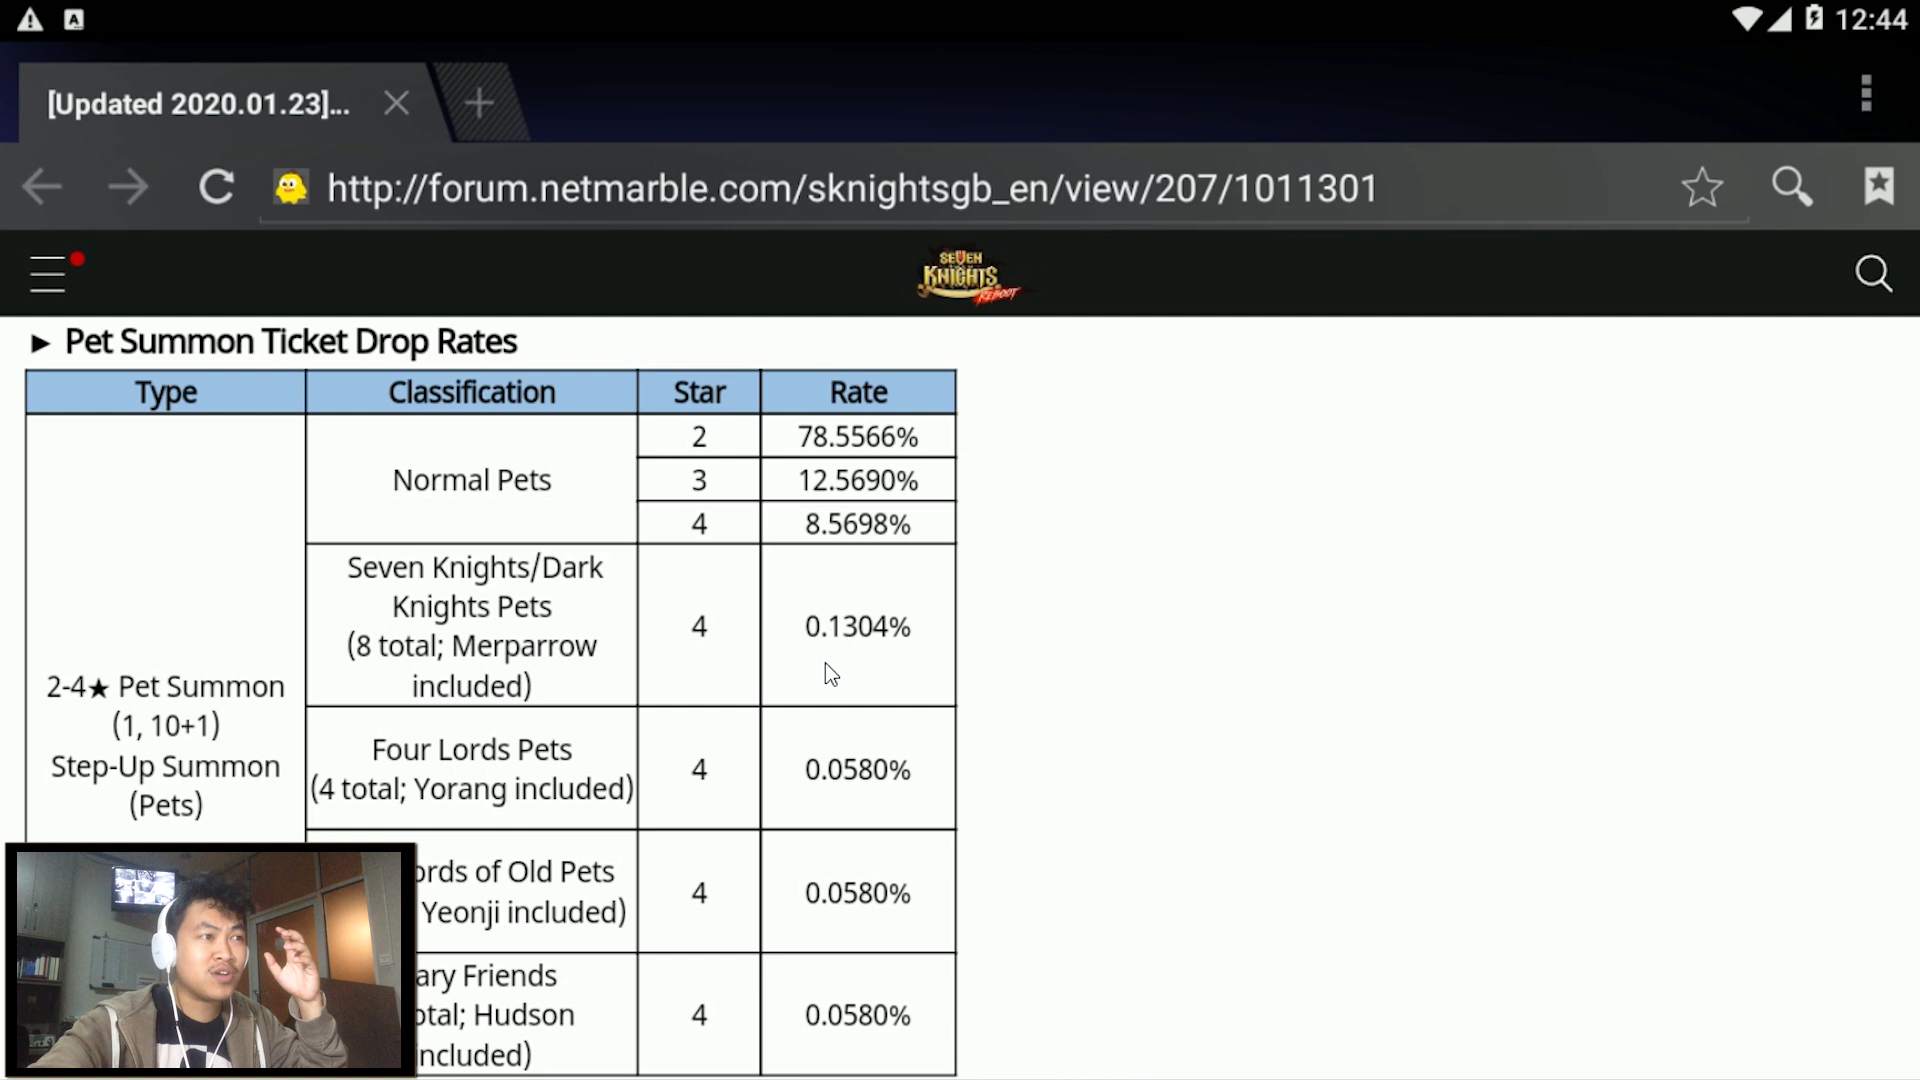 12:44
[Updated 2020.01.23]...
http://forum.netmarble.com/sknightsgb_en/view/207/1011301
SEVEN
KNIGHTS
REBOOT
► Pet Summon Ticket Drop Rates
Type Classification Star Rate
2 78.5566%
Normal Pets 3 12.5690%
4 8.5698%
Seven Knights/Dark
Knights Pets
(8 total; Merparrow
included)
4 0.1304%
2-4★ Pet Summon
(1, 10+1)
Step-Up Summon
(Pets)
Four Lords Pets
(4 total; Yorang included)
4 0.0580%
of Old Pets
Yeonji included)
4 0.0580%
Friends
Hudson
4 0.0580%